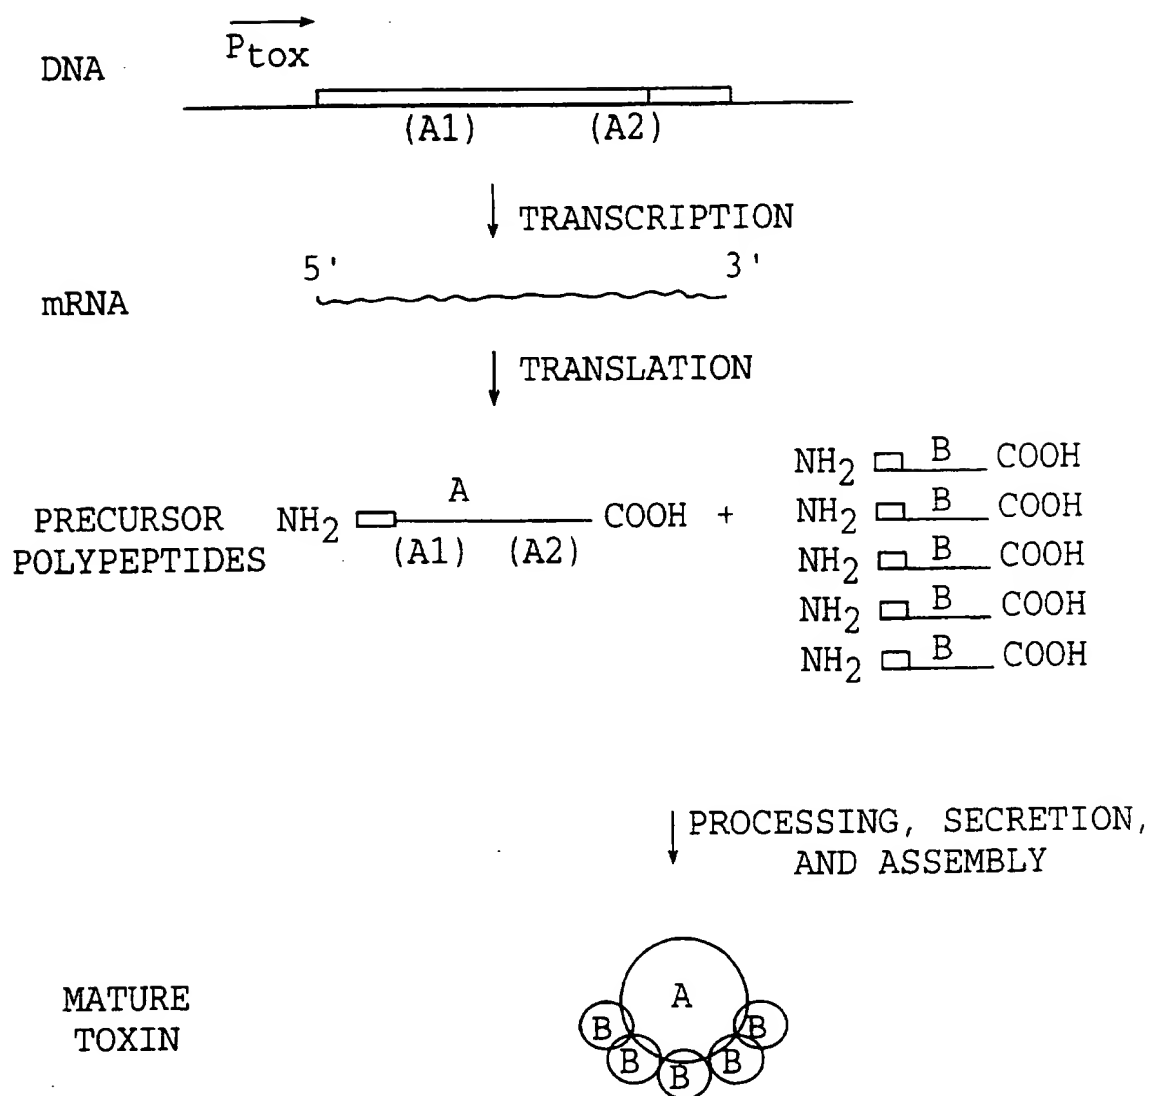 Ptox
DNA
(A1) (A2)
TRANSCRIPTION
5' 3'
mRNA
TRANSLATION
NH2 B COOH
NH2 B COOH
NH2 B COOH
NH2 B COOH
NH2 B COOH
A
PRECURSOR NH2 COOH +
POLYPEPTIDES (A1) (A2)
PROCESSING, SECRETION,
AND ASSEMBLY
MATURE
TOXIN
A
B B
B B
B